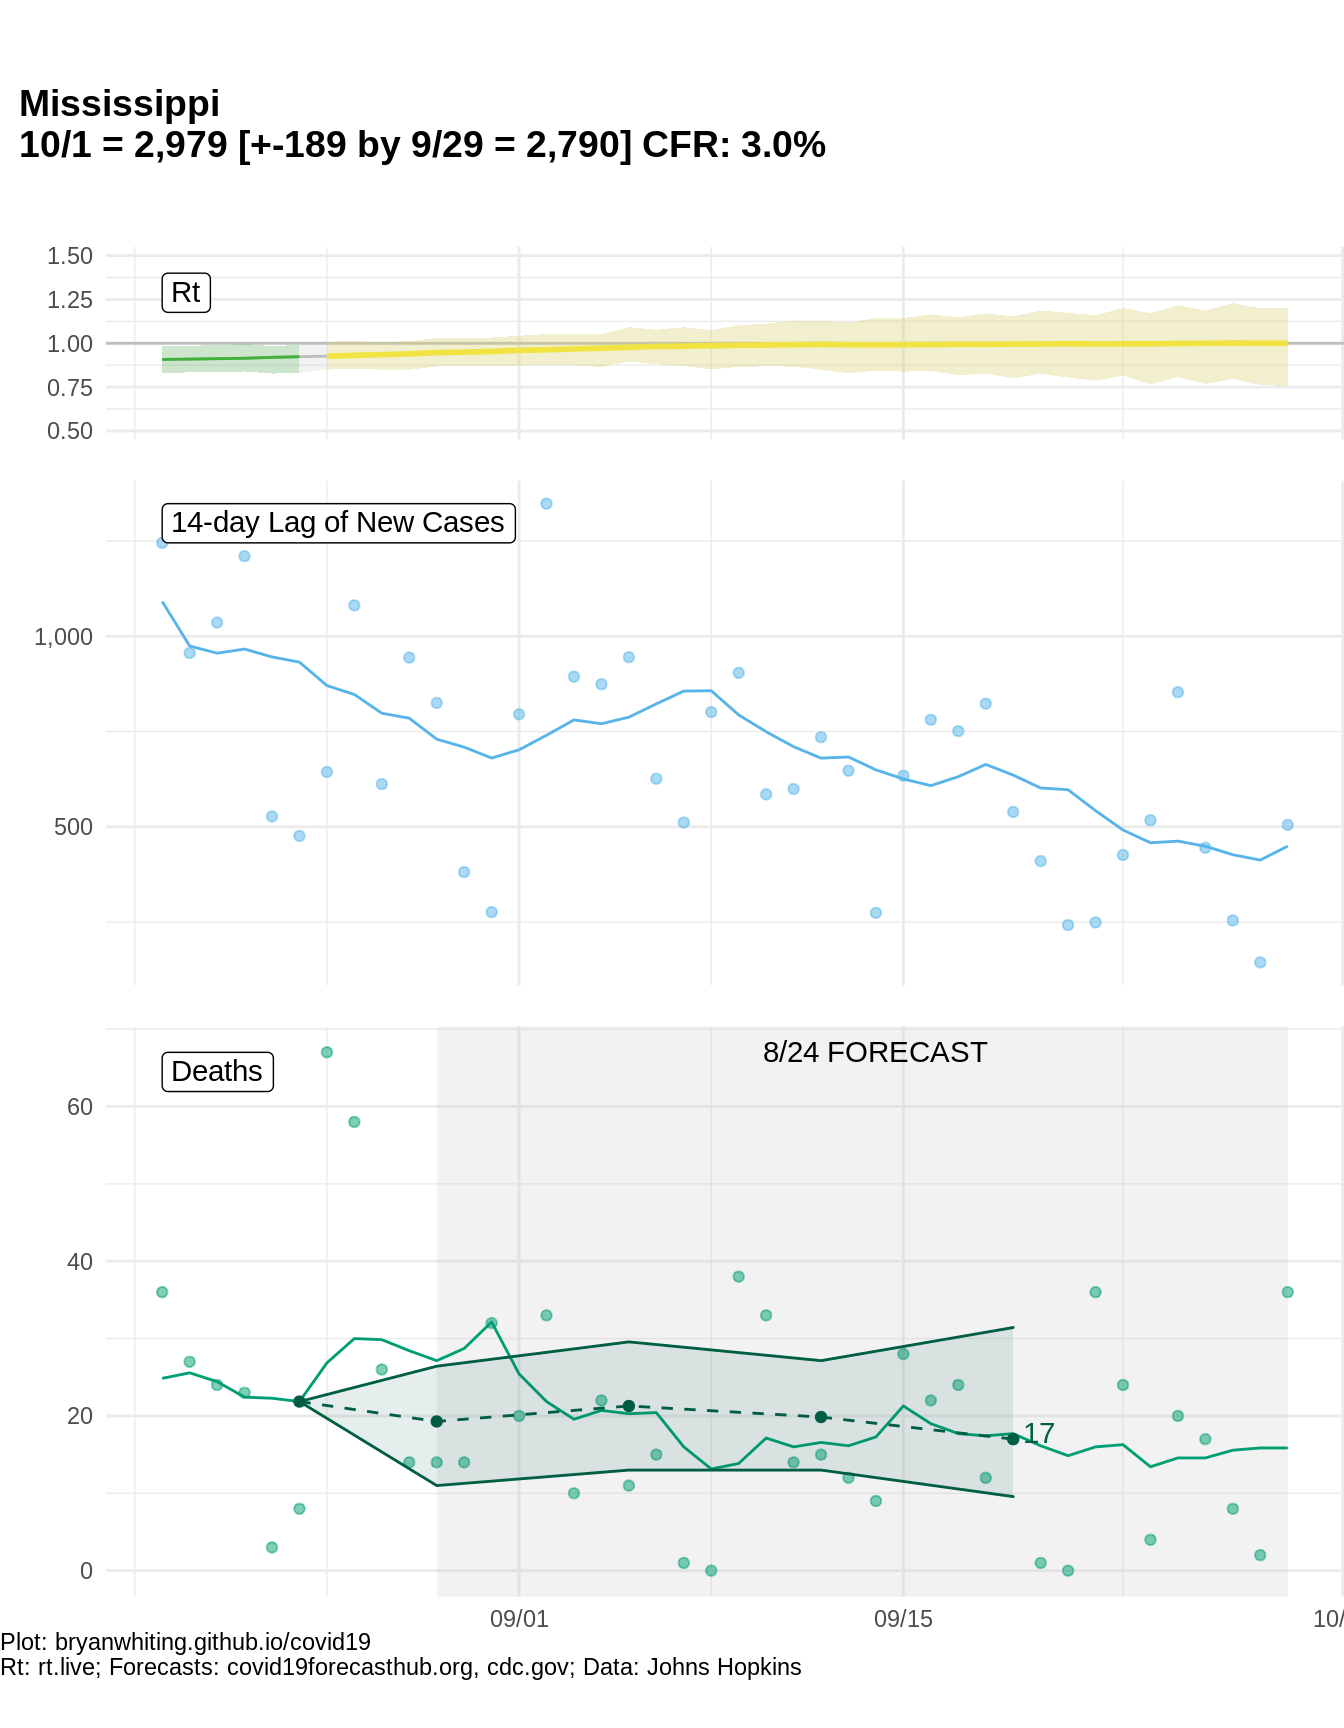 Mississippi
10/1 = 2,979 [+-189 by 9/29 = 2,790] CFR: 3.0%
1.50
1.25
1.00
0.75
0.50
Rt
14-day Lag of New Cases
1,000
500
Deaths
8/24 FORECAST
60
40
20
0
17
09/01 09/15 10/
Plot: bryanwhiting.github.io/covid19
Rt: rt.live; Forecasts: covid19forecasthub.org, cdc.gov; Data: Johns Hopkins